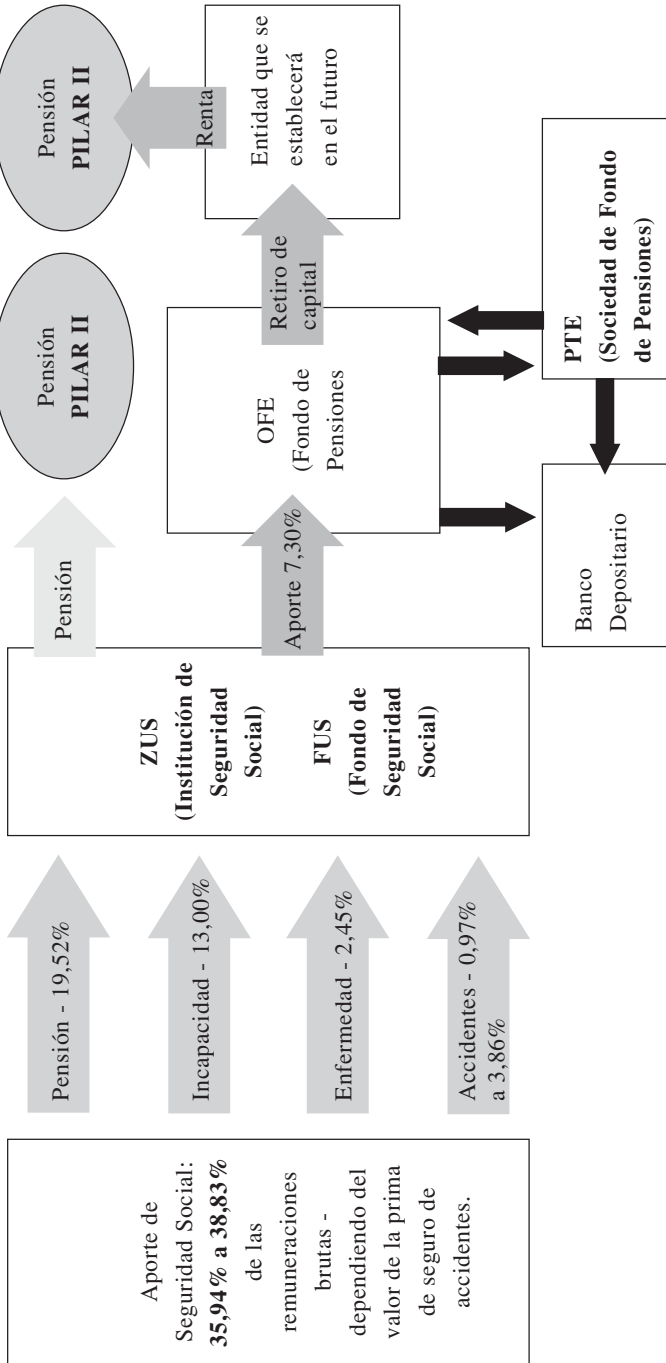 Aporte de
Seguridad Social:
35,94% a 38,83%
de las
remuneraciones
brutas -
dependiendo del
valor de la prima
de seguro de
accidentes.
Pensión - 19,52%
Incapacidad - 13,00%
Enfermedad - 2,45%
Accidentes - 0,97%
a 3,86%
ZUS
(Institución de
Seguridad
Social)
FUS
(Fondo de
Seguridad
Social)
Pensión
Aporte 7,30%
Pensión
PILAR II
OFE
(Fondo de
Pensiones
Retiro de
capital
Pensión
PILAR II
Renta
Entidad que se
establecerá
en el futuro
Banco
Depositario
PTE
(Sociedad de Fondo
de Pensiones)